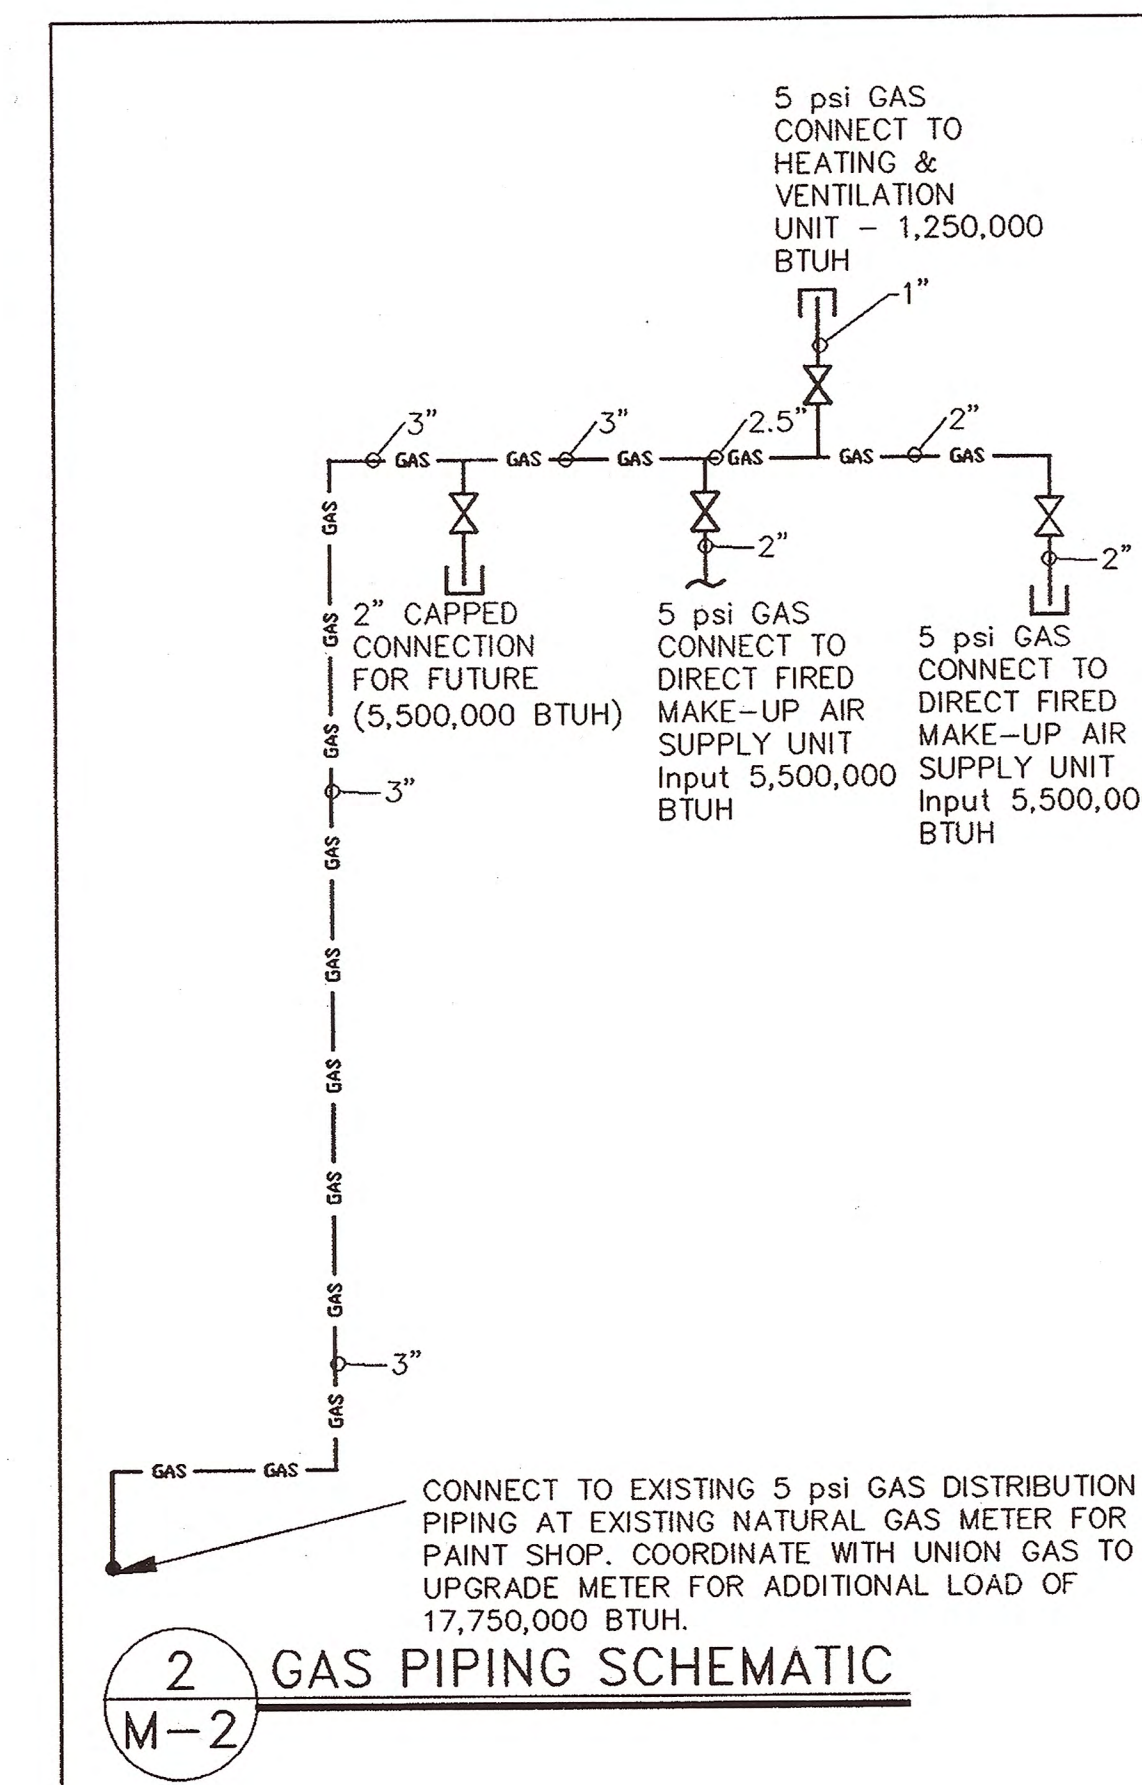 5 psi GAS
CONNECT TO
HEATING &
VENTILATION
UNIT – 1,250,000
BTUH
1”
3”
3”
2.5”
2”
GAS
GAS
GAS
GAS
GAS
GAS
2”
2”
2” CAPPED
CONNECTION
FOR FUTURE
(5,500,000 BTUH)
5 psi GAS
CONNECT TO
DIRECT FIRED
MAKE–UP AIR
SUPPLY UNIT
Input 5,500,000
BTUH
5 psi GAS
CONNECT TO
DIRECT FIRED
MAKE–UP AIR
SUPPLY UNIT
Input 5,500,00
BTUH
GAS
GAS
GAS
3”
GAS
GAS
GAS
GAS
GAS
3”
GAS
GAS
GAS
CONNECT TO EXISTING 5 psi GAS DISTRIBUTION
PIPING AT EXISTING NATURAL GAS METER FOR
PAINT SHOP. COORDINATE WITH UNION GAS TO
UPGRADE METER FOR ADDITIONAL LOAD OF
17,750,000 BTUH.
2
M–2
GAS PIPING SCHEMATIC